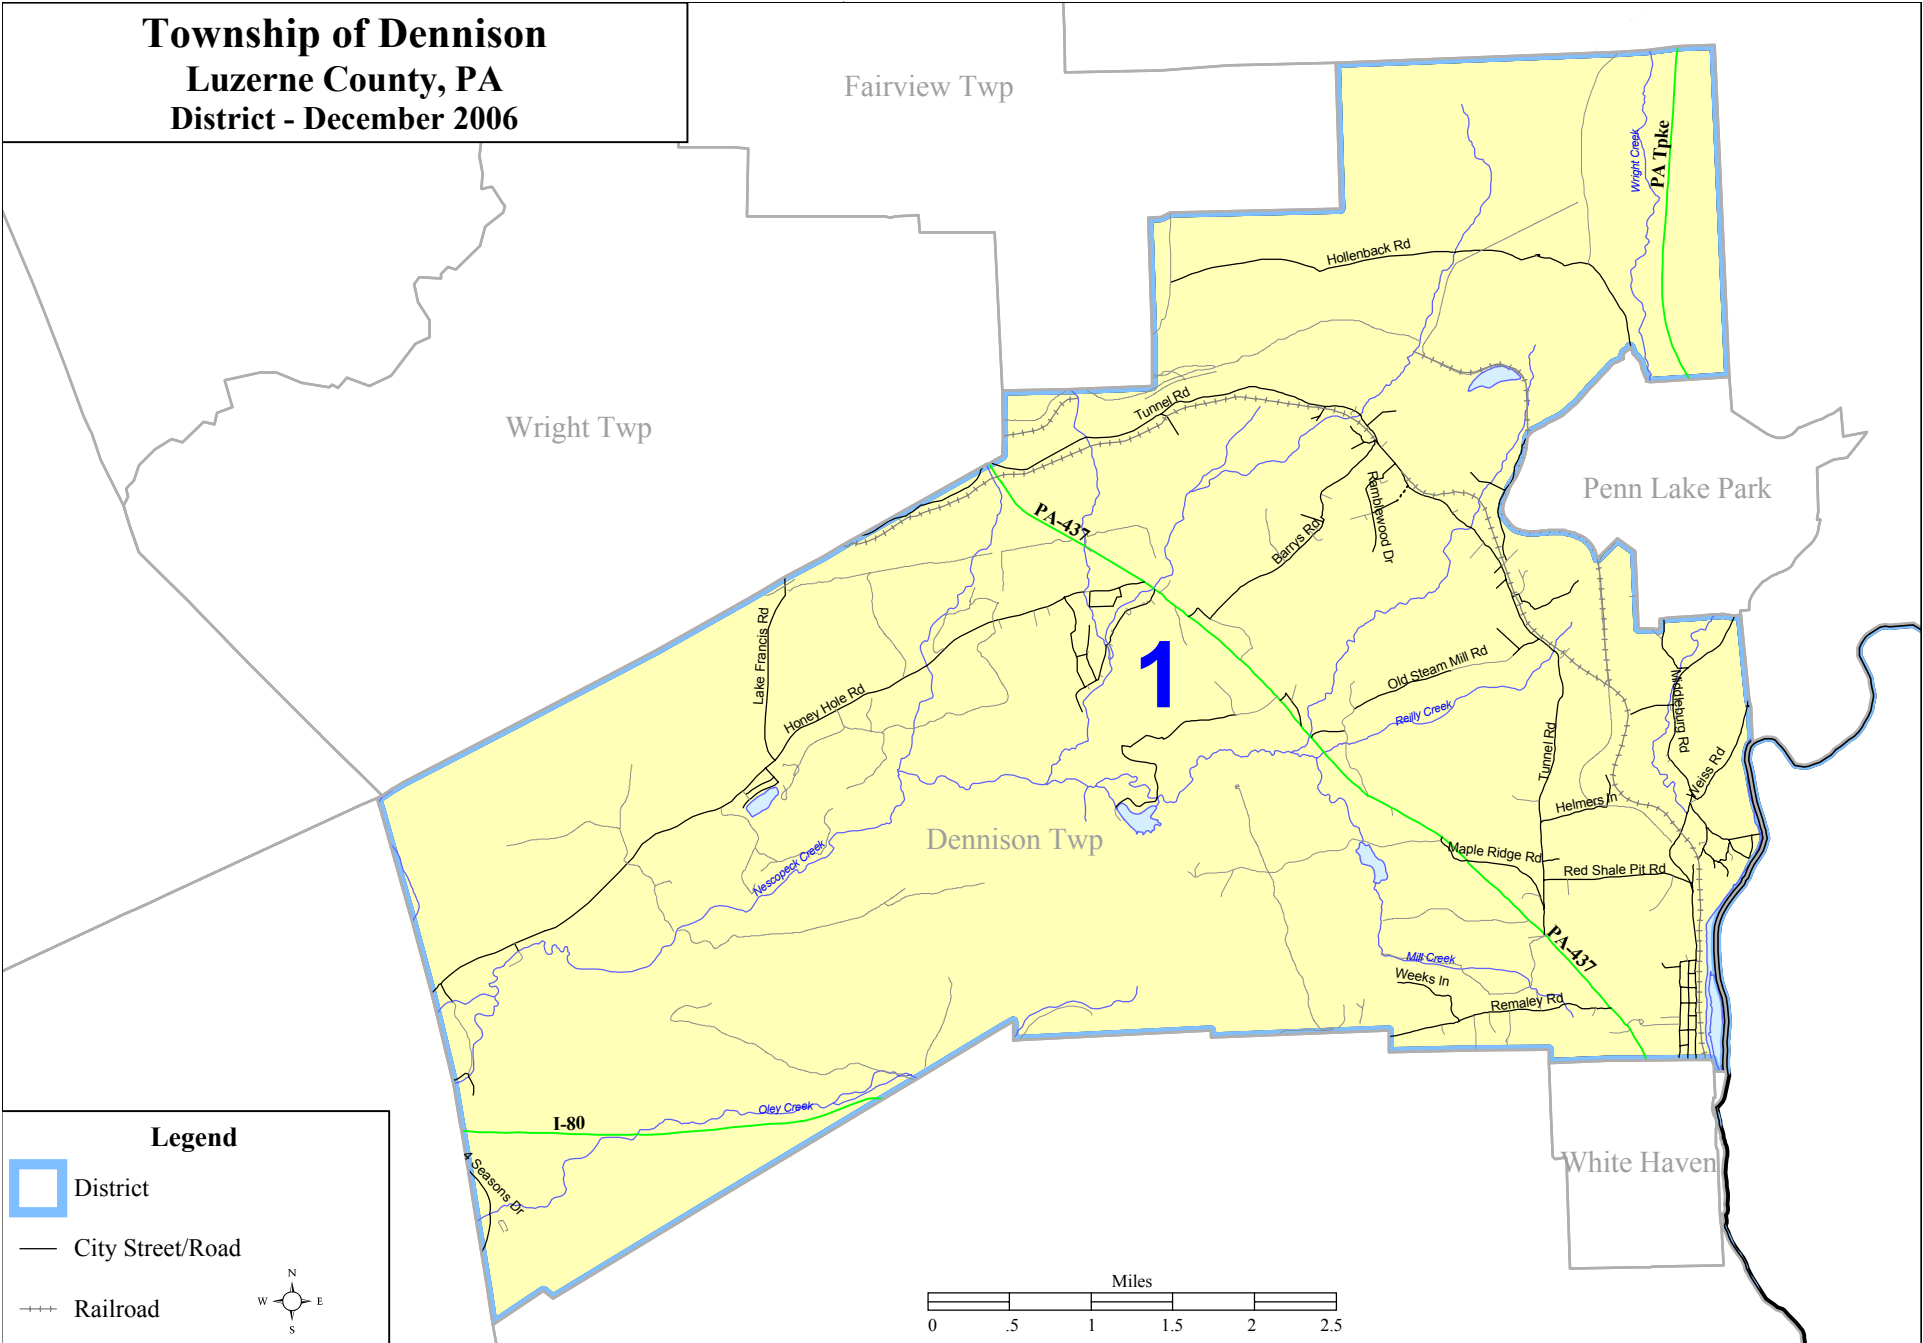 Township of Dennison
Luzerne County, PA
District - December 2006
Fairview Twp
Wright Creek
PA Tpke
Hollenback Rd
Wright Twp
Tunnel Rd
Penn Lake Park
PA-437
Ramblewood Dr
Barrys Rd
Lake Francis Rd
Honey Hole Rd
1
Old Steam Mill Rd
Reilly Creek
Middleburg Rd
Tunnel Rd
Weiss Rd
Helmers ln
Dennison Twp
Nescopeck Creek
Maple Ridge Rd
Red Shale Pit Rd
PA-437
Mill Creek
Weeks ln
Remaley Rd
Oley Creek
I-80
4 Seasons Dr
White Haven
Legend
District
City Street/Road
Railroad
N
W E
S
Miles
0 .5 1 1.5 2 2.5